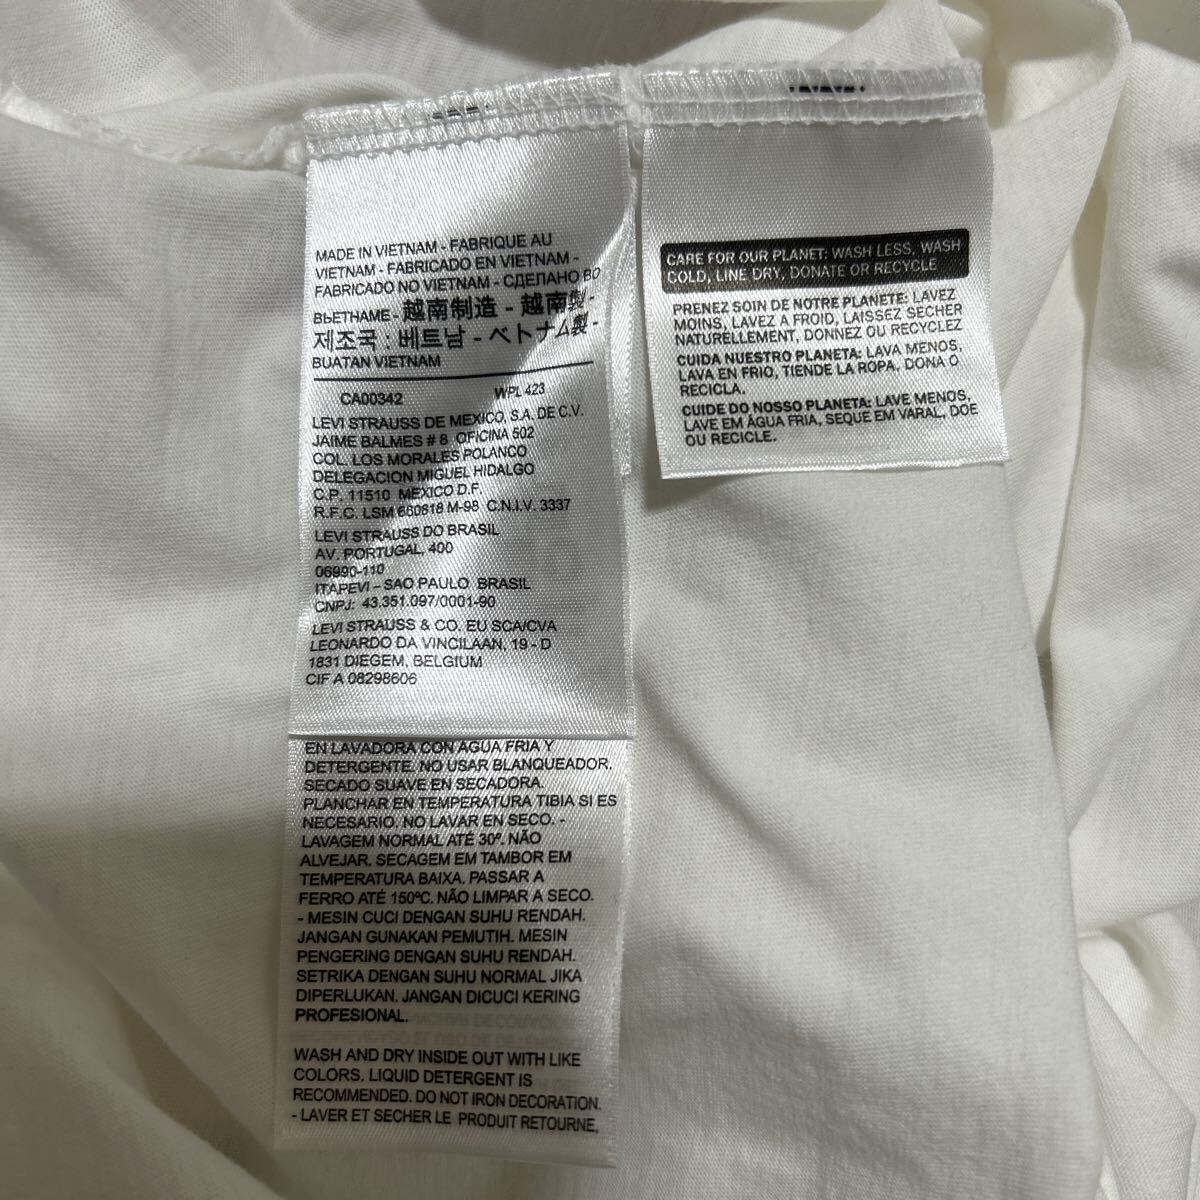 MADE IN VIETNAM - FABRIQUE AU
VIETNAM - FABRICADO EN VIETNAM -
FABRICADO NO VIETNAM - СДЕЛАНО ВО
ВЬЕТНАМЕ - 越南制造 - 越南製 -
제조국 : 베트남 - ベトナム製 -
BUATAN VIETNAM
CA00342 WPL 423
LEVI STRAUSS DE MEXICO, S.A. DE C.V.
JAIME BALMES # 8 OFICINA 502
COL. LOS MORALES POLANCO
DELEGACION MIGUEL HIDALGO
C.P. 11510 MEXICO D.F.
R.F.C. LSM 680818 M-98 C.N.I.V. 3337
LEVI STRAUSS DO BRASIL
AV. PORTUGAL, 400
06990-110
ITAPEVI – SAO PAULO BRASIL
CNPJ: 43.351.097/0001-90
LEVI STRAUSS & CO. EU SCA/CVA
LEONARDO DA VINCILAAN, 19 - D
1831 DIEGEM, BELGIUM
CIF A 08298606
EN LAVADORA CON AGUA FRIA Y
DETERGENTE. NO USAR BLANQUEADOR.
SECADO SUAVE EN SECADORA.
PLANCHAR EN TEMPERATURA TIBIA SI ES
NECESARIO. NO LAVAR EN SECO. -
LAVAGEM NORMAL ATÉ 30º. NÃO
ALVEJAR. SECAGEM EM TAMBOR EM
TEMPERATURA BAIXA. PASSAR A
FERRO ATÉ 150ºC. NÃO LIMPAR A SECO.
- MESIN CUCI DENGAN SUHU RENDAH.
JANGAN GUNAKAN PEMUTIH. MESIN
PENGERING DENGAN SUHU RENDAH.
SETRIKA DENGAN SUHU NORMAL JIKA
DIPERLUKAN. JANGAN DICUCI KERING
PROFESIONAL.
WASH AND DRY INSIDE OUT WITH LIKE
COLORS. LIQUID DETERGENT IS
RECOMMENDED. DO NOT IRON DECORATION.
- LAVER ET SECHER LE PRODUIT RETOURNE,
CARE FOR OUR PLANET: WASH LESS, WASH
COLD, LINE DRY, DONATE OR RECYCLE
PRENEZ SOIN DE NOTRE PLANETE: LAVEZ
MOINS, LAVEZ A FROID, LAISSEZ SECHER
NATURELLEMENT, DONNEZ OU RECYCLEZ
CUIDA NUESTRO PLANETA: LAVA MENOS,
LAVA EN FRIO, TIENDE LA ROPA, DONA O
RECICLA.
CUIDE DO NOSSO PLANETA: LAVE MENOS,
LAVE EM ÁGUA FRIA, SEQUE EM VARAL, DOE
OU RECICLE.